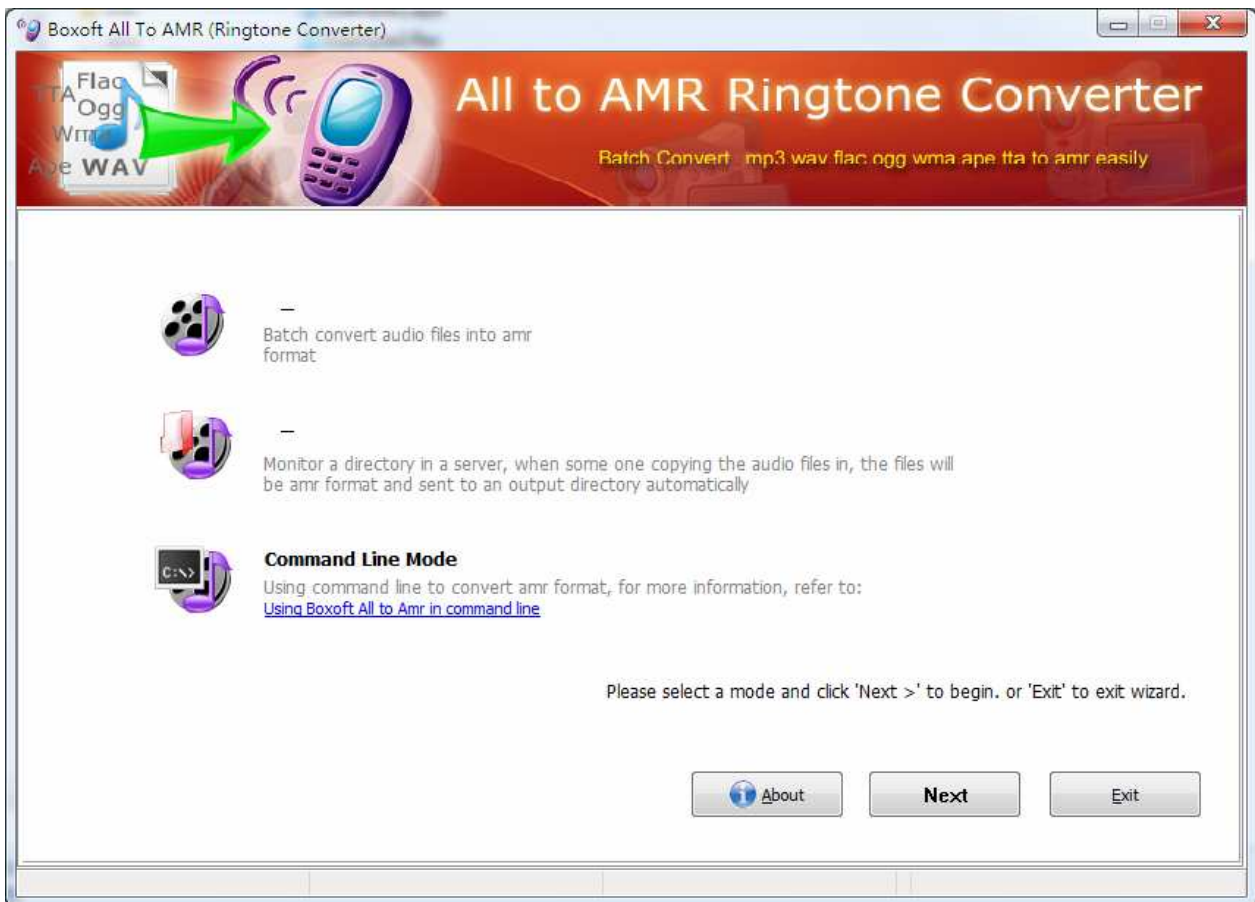 Boxoft All To AMR (Ringtone Converter)
TTA
Flac
Ogg
Wma
Ape WAV
All to AMR Ringtone Converter
Batch Convert mp3 wav flac ogg wma ape tta to amr easily
Batch convert audio files into amr
format
Monitor a directory in a server, when some one copying the audio files in, the files will
be amr format and sent to an output directory automatically
C:\>
Command Line Mode
Using command line to convert amr format, for more information, refer to:
Using Boxoft All to Amr in command line
Please select a mode and click 'Next >' to begin. or 'Exit' to exit wizard.
About
Next
Exit